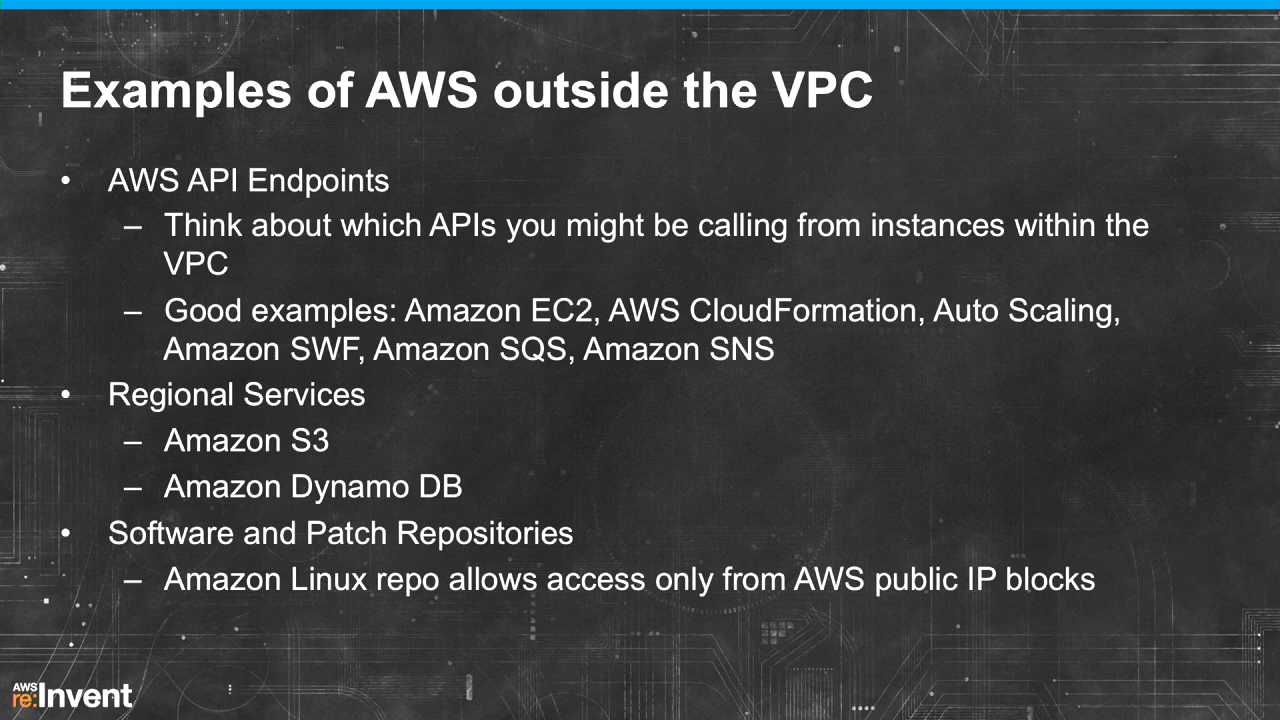 Examples of AWS outside the VPC
• AWS API Endpoints
– Think about which APIs you might be calling from instances within the
VPC
– Good examples: Amazon EC2, AWS CloudFormation, Auto Scaling,
Amazon SWF, Amazon SQS, Amazon SNS
• Regional Services
– Amazon S3
– Amazon Dynamo DB
• Software and Patch Repositories
– Amazon Linux repo allows access only from AWS public IP blocks
AWS
re:Invent